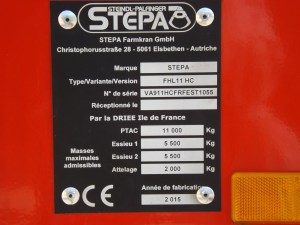 STEINDL-PALFINGER
STEPA
STEPA Farmkran GmbH
Christophorusstraße 28 - 5061 Elsbethen - Autriche
Marque STEPA
Type/Variante/Version FHL11 HC
N° de série VA911HCFRFEST1055
Réceptionné le
Par la DRIEE Ile de France
PTAC 11 000 Kg
Masses maximales admissibles
Essieu 1 5 500 Kg
Essieu 2 5 500 Kg
Attelage 2 000 Kg
CE
Année de fabrication
2 015